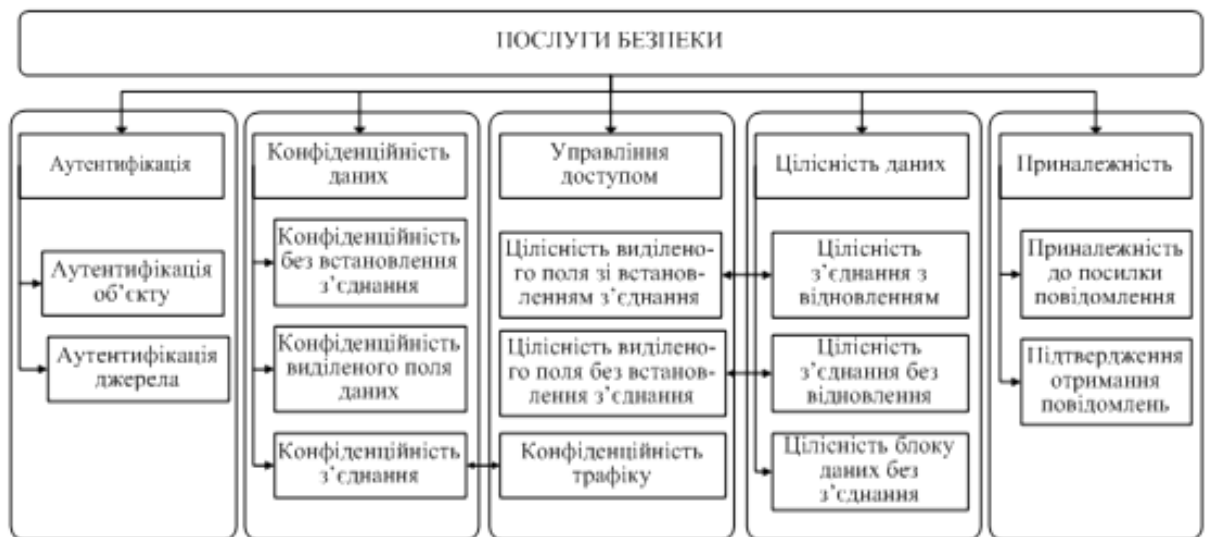 ПОСЛУГИ БЕЗПЕКИ
Аутентифікація
Аутентифікація
об’єкту
Аутентифікація
джерела
Конфіденційність
даних
Конфіденційність
без встановлення
з’єднання
Конфіденційність
виділеного поля
даних
Конфіденційність
з’єднання
Управління
доступом
Цілісність виділено-
го поля зі встанов-
ленням з’єднання
Цілісність виділено-
го поля без встанов-
лення з’єднання
Конфіденційність
трафіку
Цілісність даних
Цілісність
з’єднання з
відновленням
Цілісність
з’єднання без
відновлення
Цілісність блоку
даних без
з’єднання
Приналежність
Приналежність
до посилки
повідомлення
Підтвердження
отримання
повідомлень